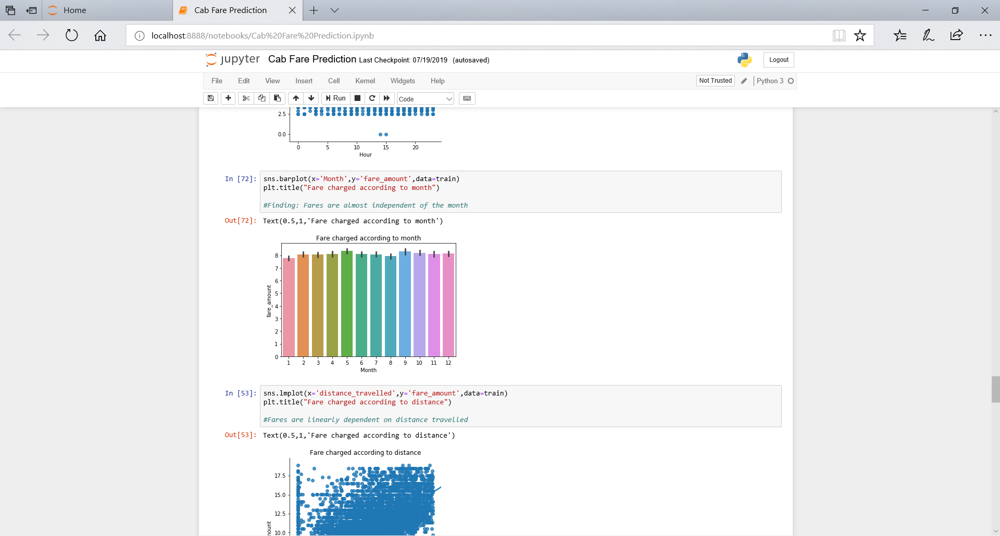 Home
Cab Fare Prediction
localhost:8888/notebooks/Cab%20Fare%20Prediction.ipynb
jupyter Cab Fare Prediction Last Checkpoint: 07/19/2019 (autosaved)
Logout
File Edit View Insert Cell Kernel Widgets Help
Not Trusted
Python 3
Run
Code
2.5
0.0
0 5 10 15 20
Hour
In [72]: sns.barplot(x='Month',y='fare_amount',data=train)
plt.title("Fare charged according to month")
#Finding: Fares are almost independent of the month
Out[72]: Text(0.5,1,'Fare charged according to month')
Fare charged according to month
8
7
6
5
4
3
2
1
0
fare_amount
1 2 3 4 5 6 7 8 9 10 11 12
Month
In [53]: sns.lmplot(x='distance_travelled',y='fare_amount',data=train)
plt.title("Fare charged according to distance")
#Fares are linearly dependent on distance travelled
Out[53]: Text(0.5,1,'Fare charged according to distance')
Fare charged according to distance
17.5
15.0
12.5
10.0
ount